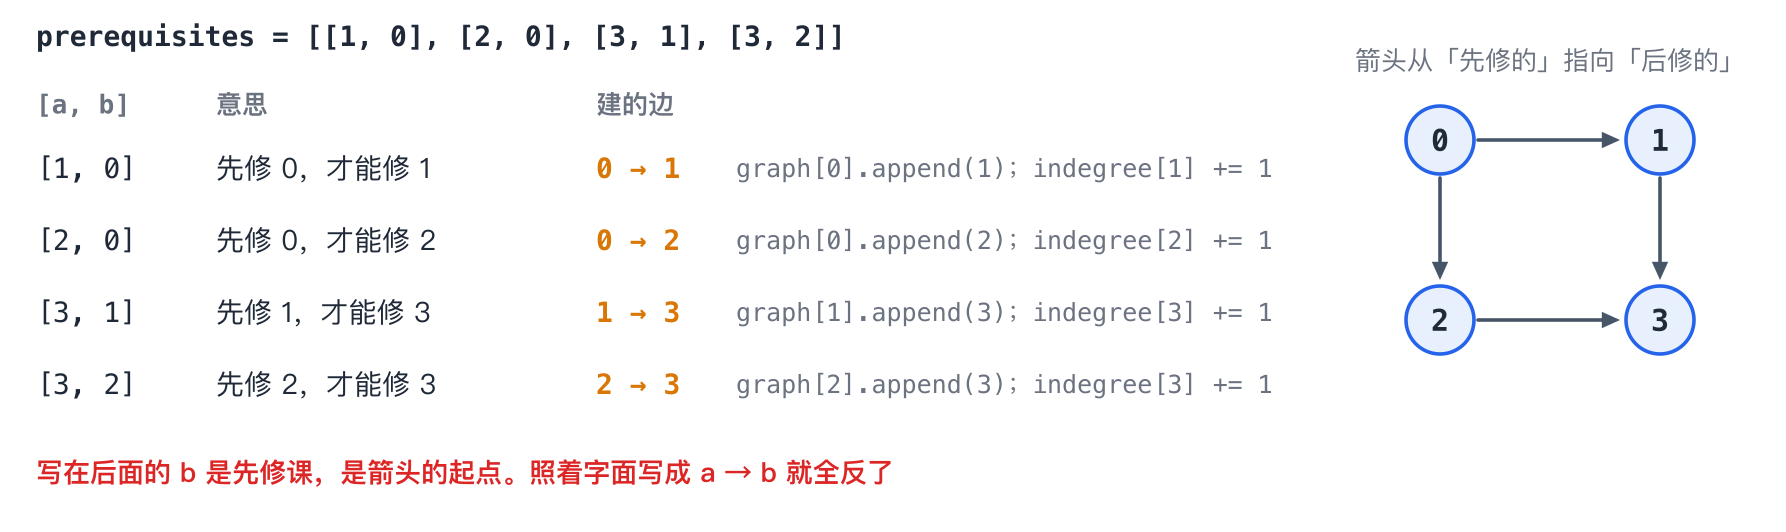 prerequisites = [[1, 0], [2, 0], [3, 1], [3, 2]]
箭头从「先修的」指向「后修的」
[a, b] 意思 建的边
[1, 0] 先修 0，才能修 1 0 → 1 graph[0].append(1); indegree[1] += 1
[2, 0] 先修 0，才能修 2 0 → 2 graph[0].append(2); indegree[2] += 1
[3, 1] 先修 1，才能修 3 1 → 3 graph[1].append(3); indegree[3] += 1
[3, 2] 先修 2，才能修 3 2 → 3 graph[2].append(3); indegree[3] += 1
0 1
2 3
写在后面的 b 是先修课，是箭头的起点。照着字面写成 a → b 就全反了